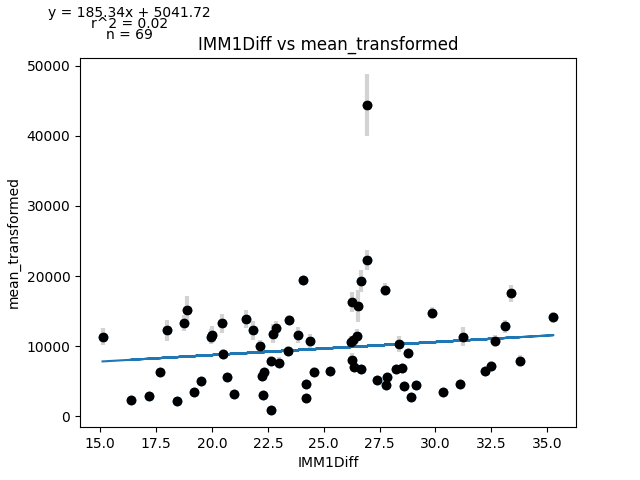 y = 185.34x + 5041.72
r^2 = 0.02
n = 69
IMM1Diff vs mean_transformed
50000
40000
30000
20000
10000
0
mean_transformed
15.0 17.5 20.0 22.5 25.0 27.5 30.0 32.5 35.0
IMM1Diff